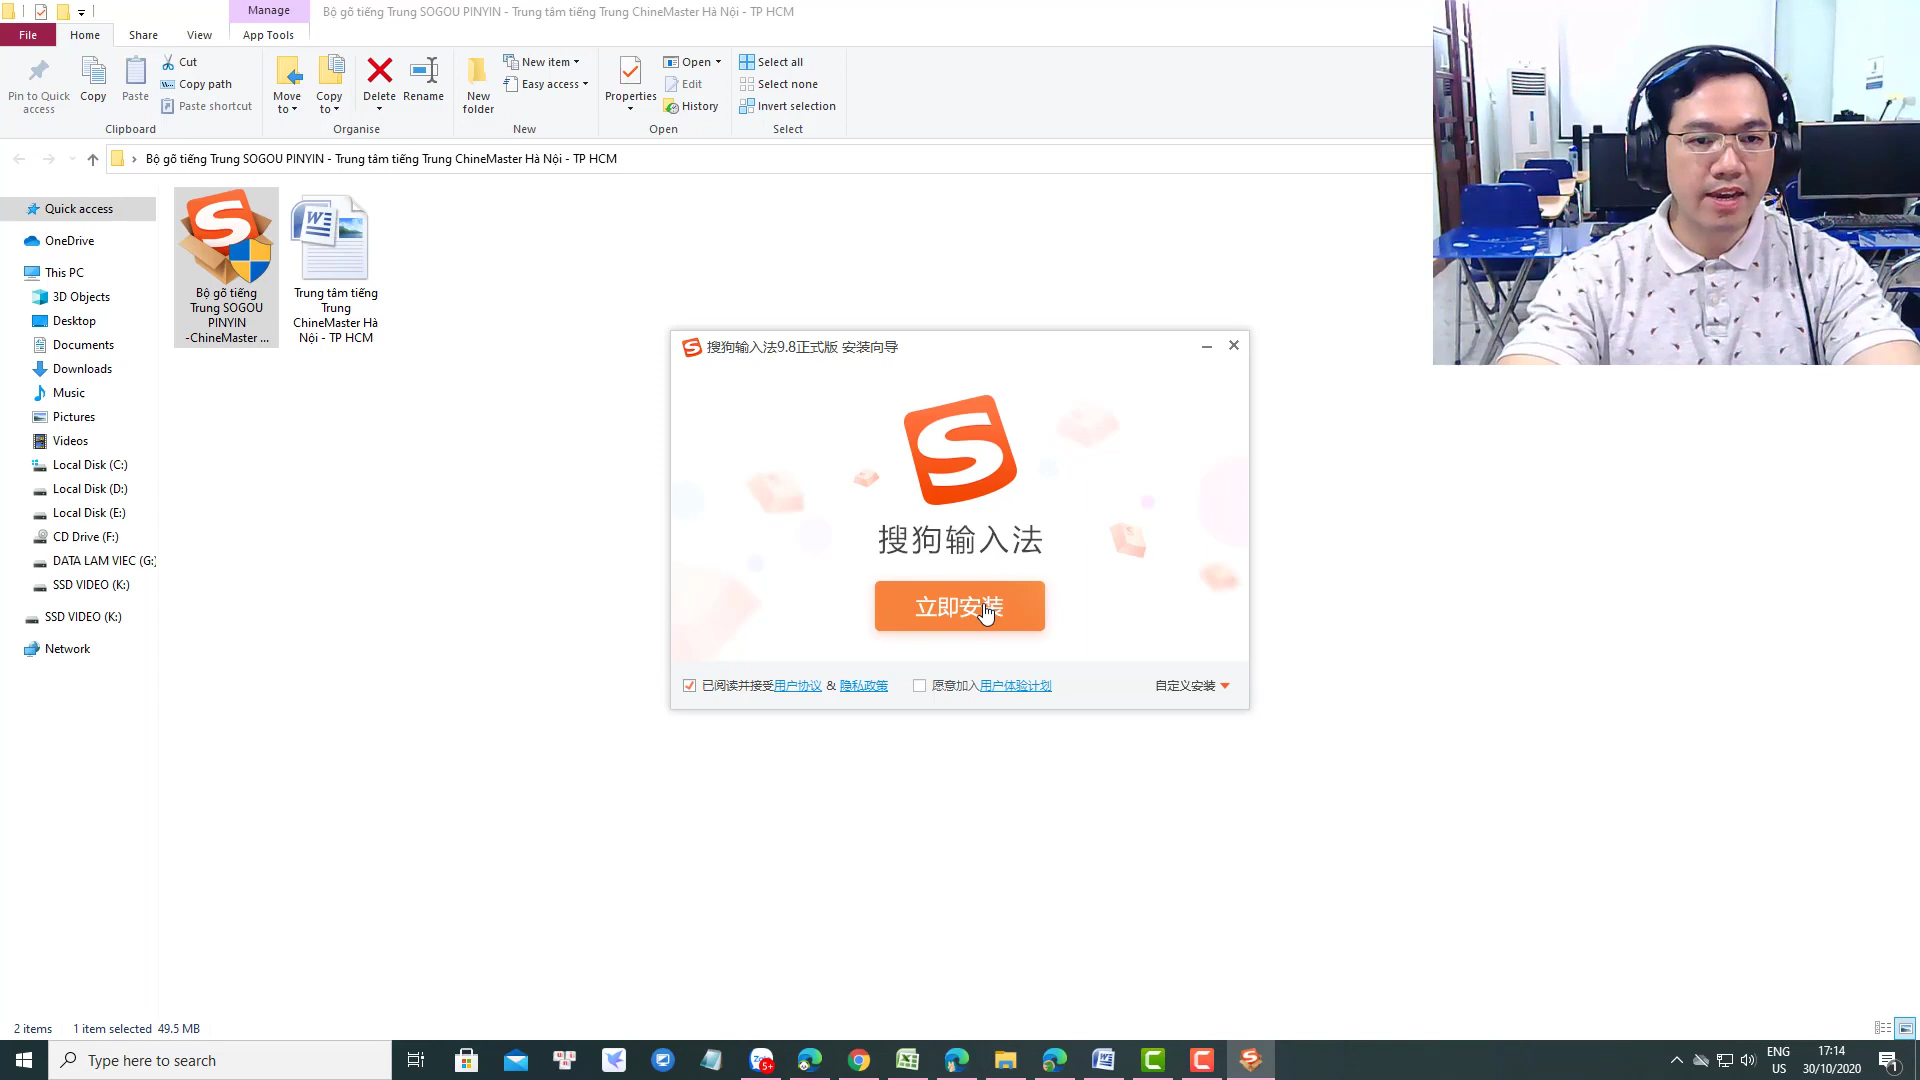 Manage
Bộ gõ tiếng Trung SOGOU PINYIN - Trung tâm tiếng Trung ChineMaster Hà Nội - TP HCM
File
Home
Share
View
App Tools
Pin to Quick access
Copy
Paste
Cut
Copy path
Paste shortcut
Clipboard
Move to
Copy to
Delete
Rename
Organise
New folder
New item
Easy access
New
Properties
Open
Edit
History
Open
Select all
Select none
Invert selection
Select
Bộ gõ tiếng Trung SOGOU PINYIN - Trung tâm tiếng Trung ChineMaster Hà Nội - TP HCM
Quick access
OneDrive
This PC
3D Objects
Desktop
Documents
Downloads
Music
Pictures
Videos
Local Disk (C:)
Local Disk (D:)
Local Disk (E:)
CD Drive (F:)
DATA LAM VIEC (G:)
SSD VIDEO (K:)
SSD VIDEO (K:)
Network
Bộ gõ tiếng
Trung SOGOU
PINYIN
-ChineMaster ...
Trung tâm tiếng
Trung
ChineMaster Hà
Nội - TP HCM
搜狗输入法9.8正式版 安装向导
搜狗输入法
立即安装
已阅读并接受用户协议 & 隐私政策
愿意加入用户体验计划
自定义安装
2 items
1 item selected 49.5 MB
Type here to search
Zalo
5+
ENG
US
17:14
30/10/2020
1